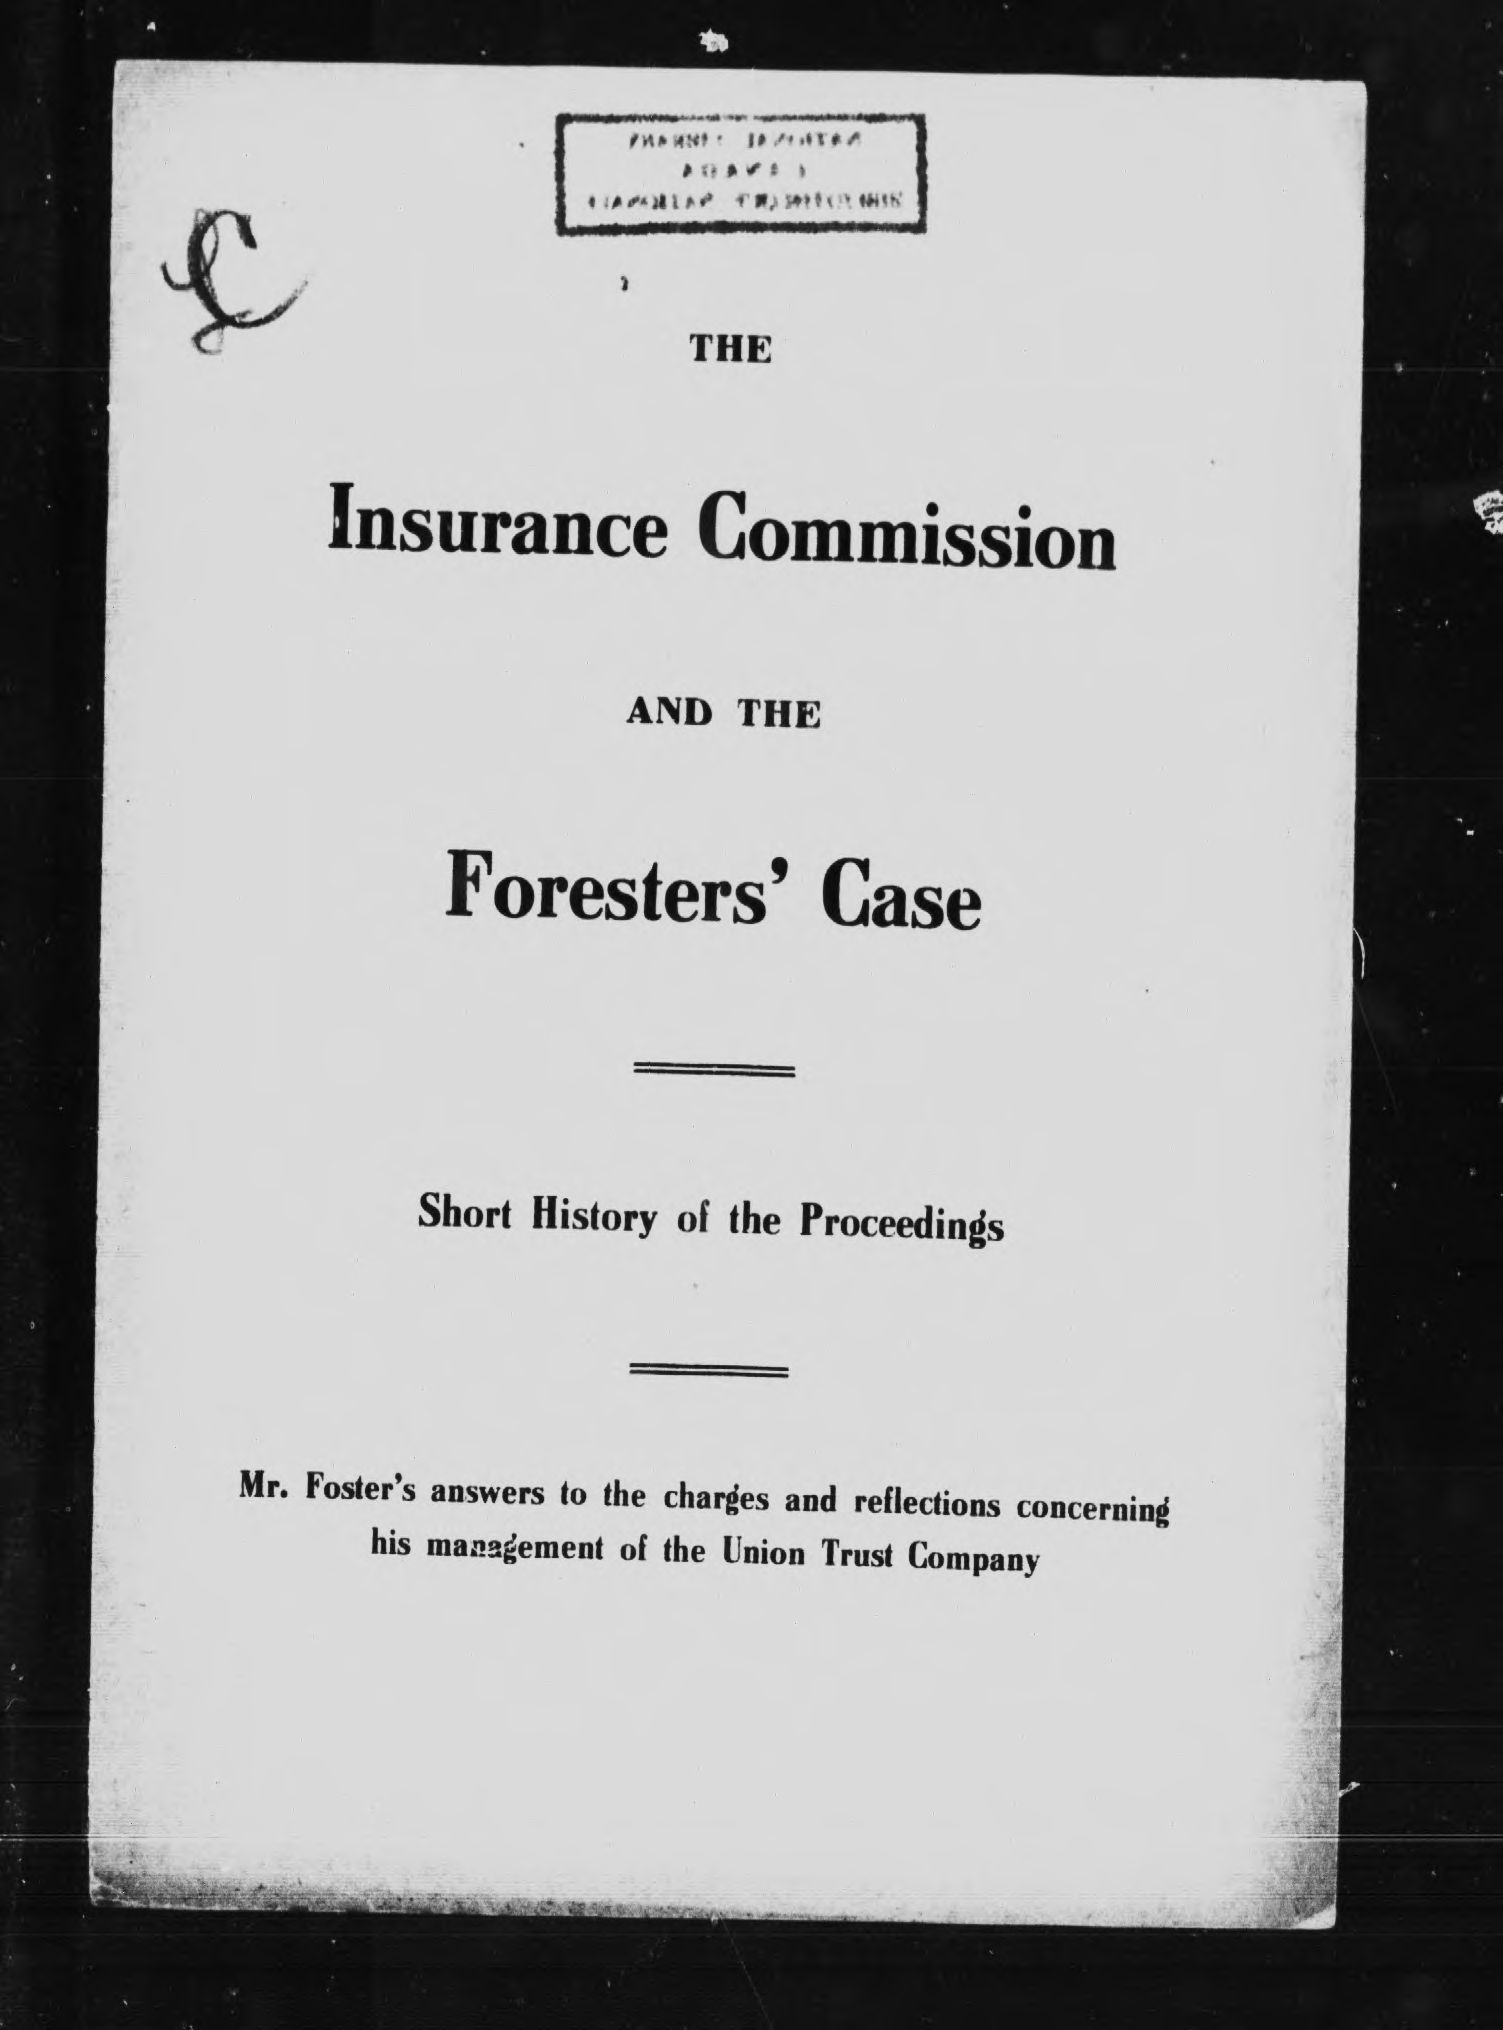 THE
Insurance Commission
AND THE
Foresters' Case
Short History of the Proceedings
Mr. Foster's answers to the charges and reflections concerning
his management of the Union Trust Company